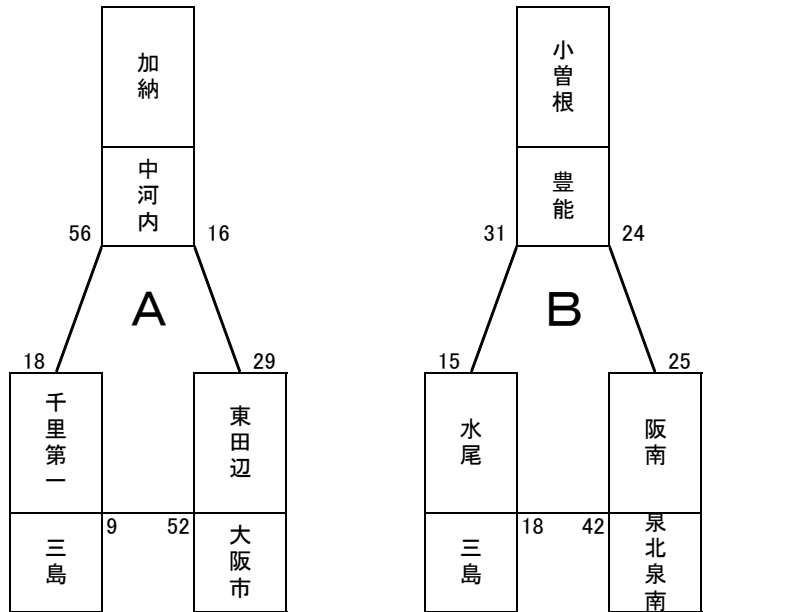 加納
中河内
56
16
A
18
29
千里第一
東田辺
9
52
三島
大阪市
小曽根
豊能
31
24
B
15
25
水尾
阪南
18
42
三島
泉北泉南